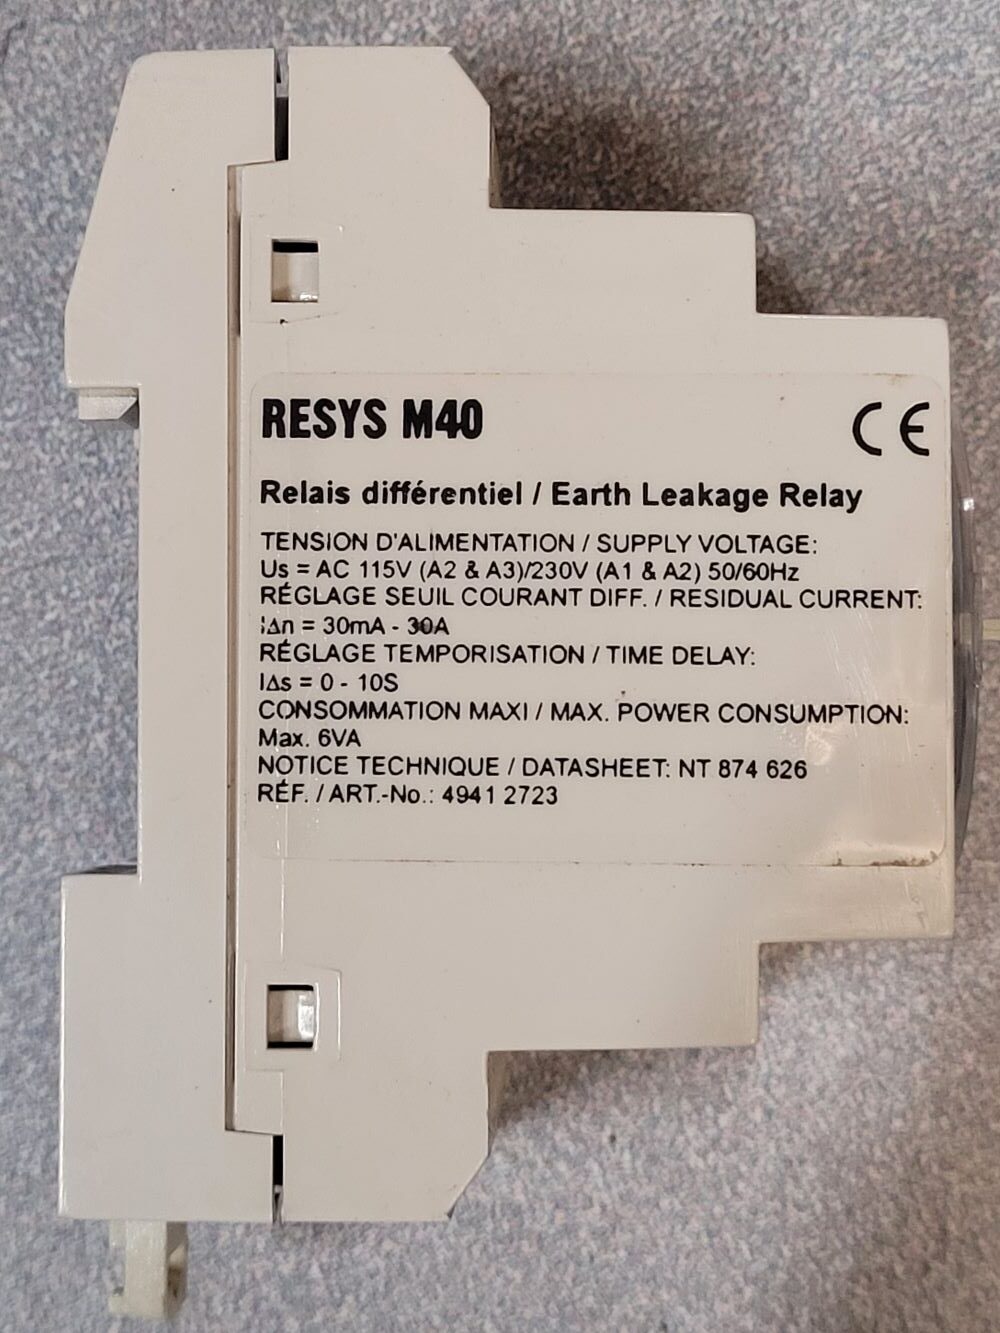 RESYS M40
CE
Relais différentiel / Earth Leakage Relay
TENSION D'ALIMENTATION / SUPPLY VOLTAGE:
Us = AC 115V (A2 & A3)/230V (A1 & A2) 50/60Hz
RÉGLAGE SEUIL COURANT DIFF. / RESIDUAL CURRENT:
IΔn = 30mA - 30A
RÉGLAGE TEMPORISATION / TIME DELAY:
IΔs = 0 - 10S
CONSOMMATION MAXI / MAX. POWER CONSUMPTION:
Max. 6VA
NOTICE TECHNIQUE / DATASHEET: NT 874 626
RÉF. / ART.-No.: 4941 2723